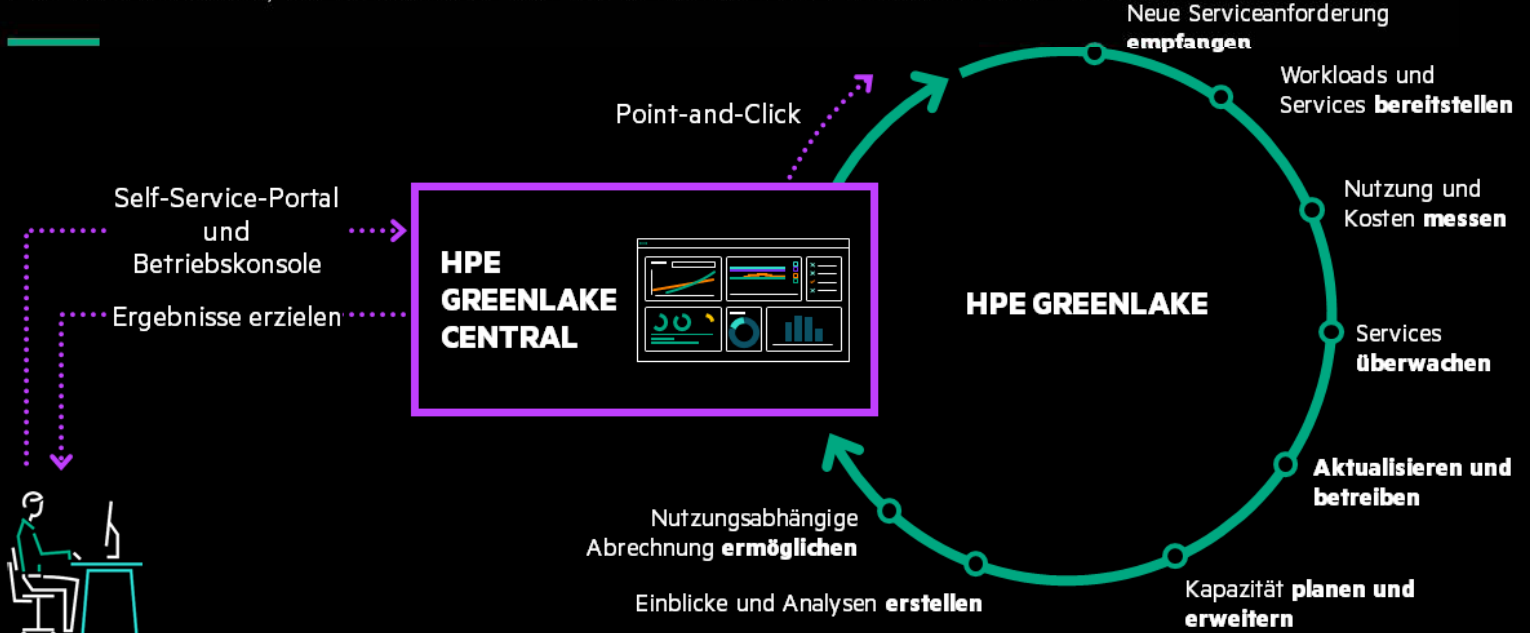 Neue Serviceanforderung
empfangen
Workloads und
Services bereitstellen
Point-and-Click
Nutzung und
Kosten messen
Self-Service-Portal
und
Betriebskonsole
Ergebnisse erzielen
HPE
GREENLAKE
CENTRAL
HPE GREENLAKE
Services
überwachen
Aktualisieren und
betreiben
Nutzungsabhängige
Abrechnung ermöglichen
Kapazität planen und
erweitern
Einblicke und Analysen erstellen